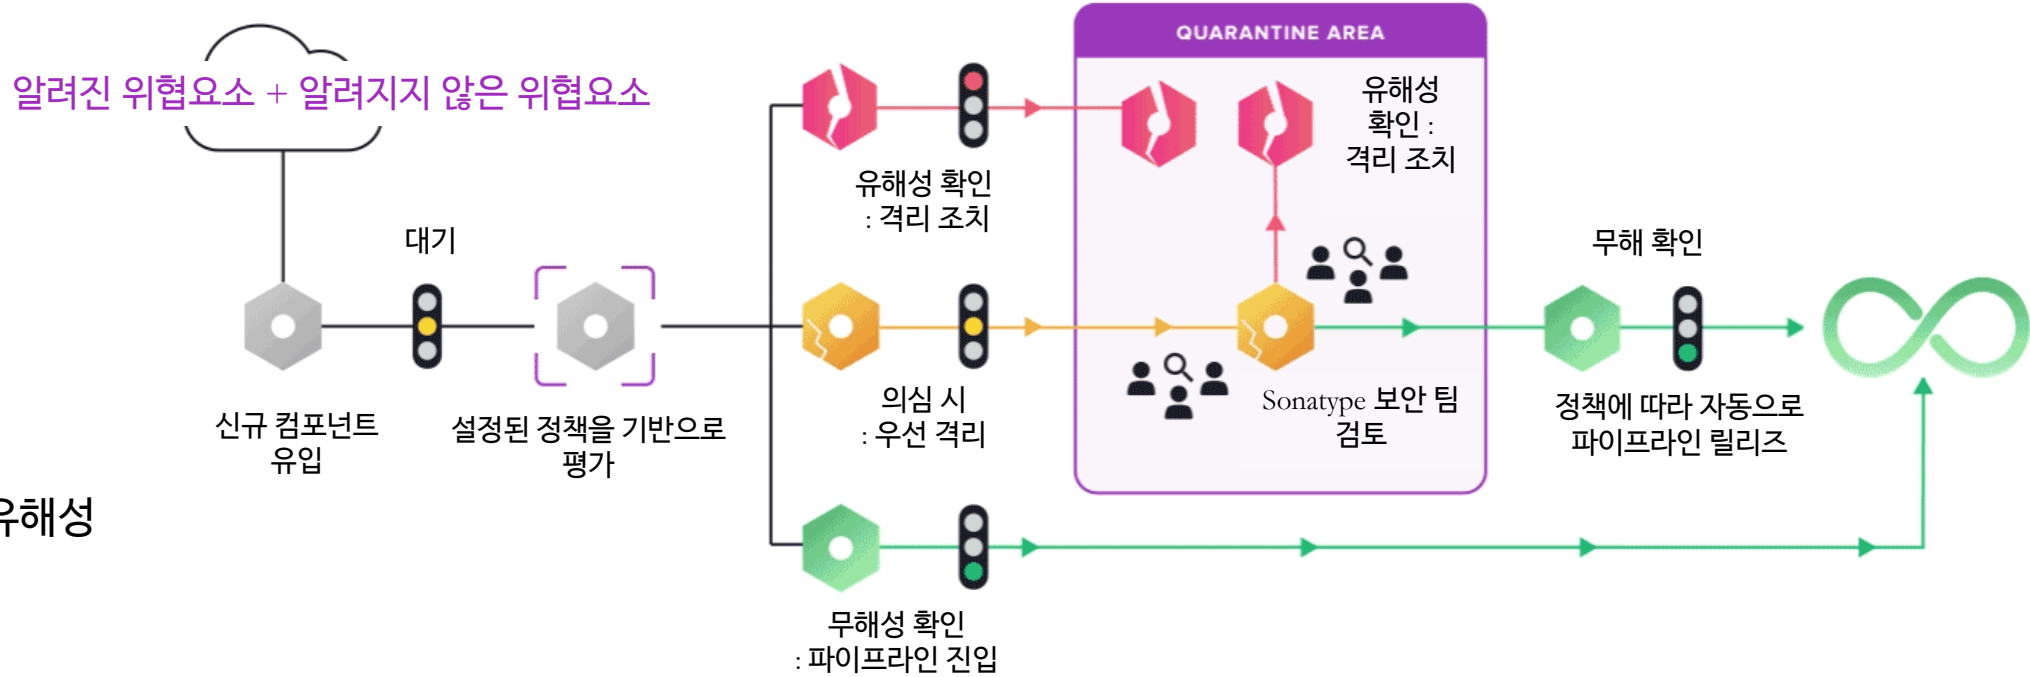 알려진 위협요소 + 알려지지 않은 위협요소
대기
신규 컴포넌트
유입
설정된 정책을 기반으로
평가
유해성 확인
: 격리 조치
의심 시
: 우선 격리
무해성 확인
: 파이프라인 진입
QUARANTINE AREA
유해성
확인 :
격리 조치
Sonatype 보안 팀
검토
무해 확인
정책에 따라 자동으로
파이프라인 릴리즈
유해성